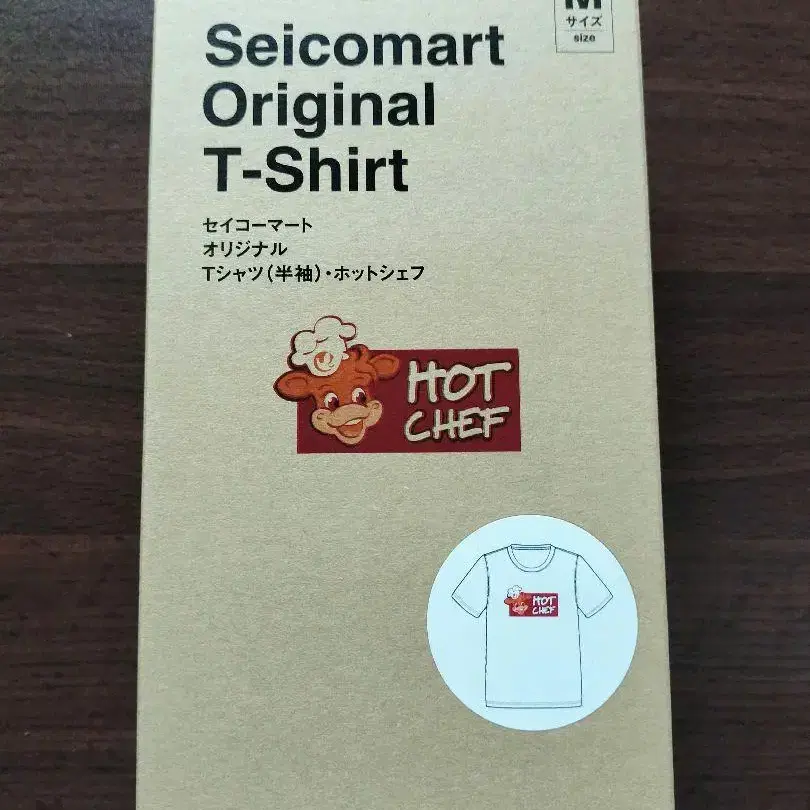 M
サイズ
size
Seicomart
Original
T-Shirt
セイコーマート
オリジナル
Tシャツ(半袖)・ホットシェフ
HOT
CHEF
HOT
CHEF